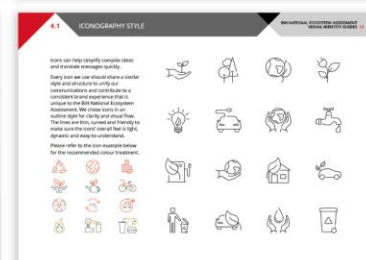 4.1 ICONOGRAPHY STYLE
BIH NATIONAL ECOSYSTEM ASSESSMENT
VISUAL IDENTITY GUIDES
Icons can help simplify complex ideas
and translate messages quickly.
Every icon we use should share a similar
style and structure to unify our
communications and contribute to a
consistent brand experience that is
unique to the BiH National Ecosystem
Assessment. We chose icons in an
outline style for clarity and visual flow.
The lines are thin, curved and friendly to
make sure the icons' overall feel is light,
dynamic and easy-to-understand.
Please refer to the icon example below
for the recommended colour treatment.